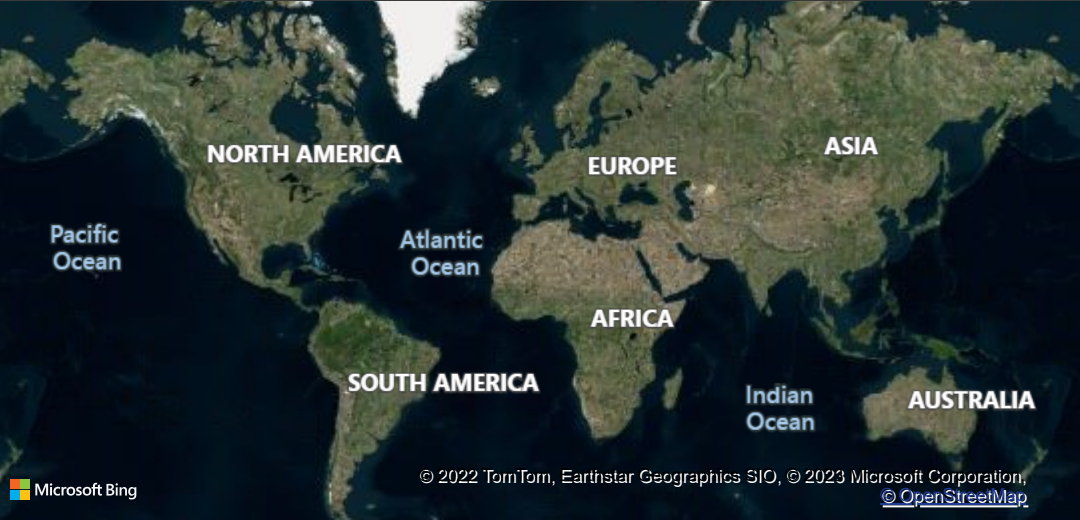 NORTH AMERICA
EUROPE
ASIA
Pacific
Ocean
Atlantic
Ocean
AFRICA
SOUTH AMERICA
Indian
Ocean
AUSTRALIA
© 2022 TomTom, Earthstar Geographics SIO, © 2023 Microsoft Corporation,
© OpenStreetMap
Microsoft Bing